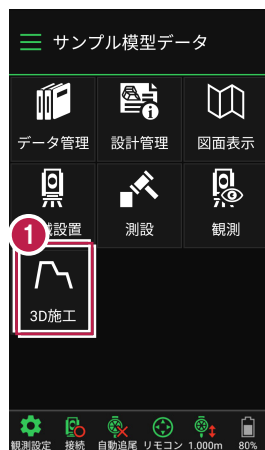 サンプル模型データ
データ管理 設計管理 図面表示
械設置 測設 観測
1
3D施工
観測設定 接続 自動追尾 リモコン 1.000m 80%